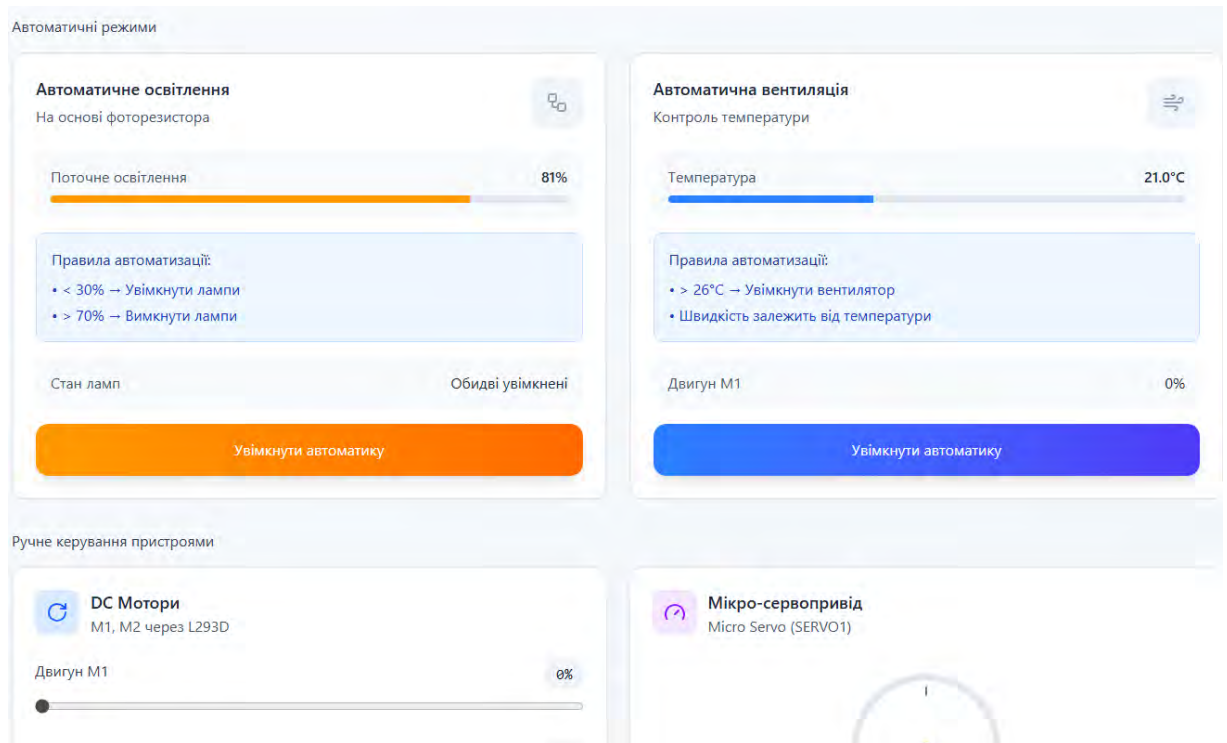 Автоматичні режими
Автоматичне освітлення
На основі фоторезистора
Поточне освітлення 81%
Правила автоматизації:
• < 30% → Увімкнути лампи
• > 70% → Вимкнути лампи
Стан ламп Обидві увімкнені
Увімкнути автоматику
Автоматична вентиляція
Контроль температури
Температура 21.0°C
Правила автоматизації:
• > 26°C → Увімкнути вентилятор
• Швидкість залежить від температури
Двигун M1 0%
Увімкнути автоматику
Ручне керування пристроями
DC Мотори
M1, M2 через L293D
Двигун M1 0%
Мікро-сервопривід
Micro Servo (SERVO1)